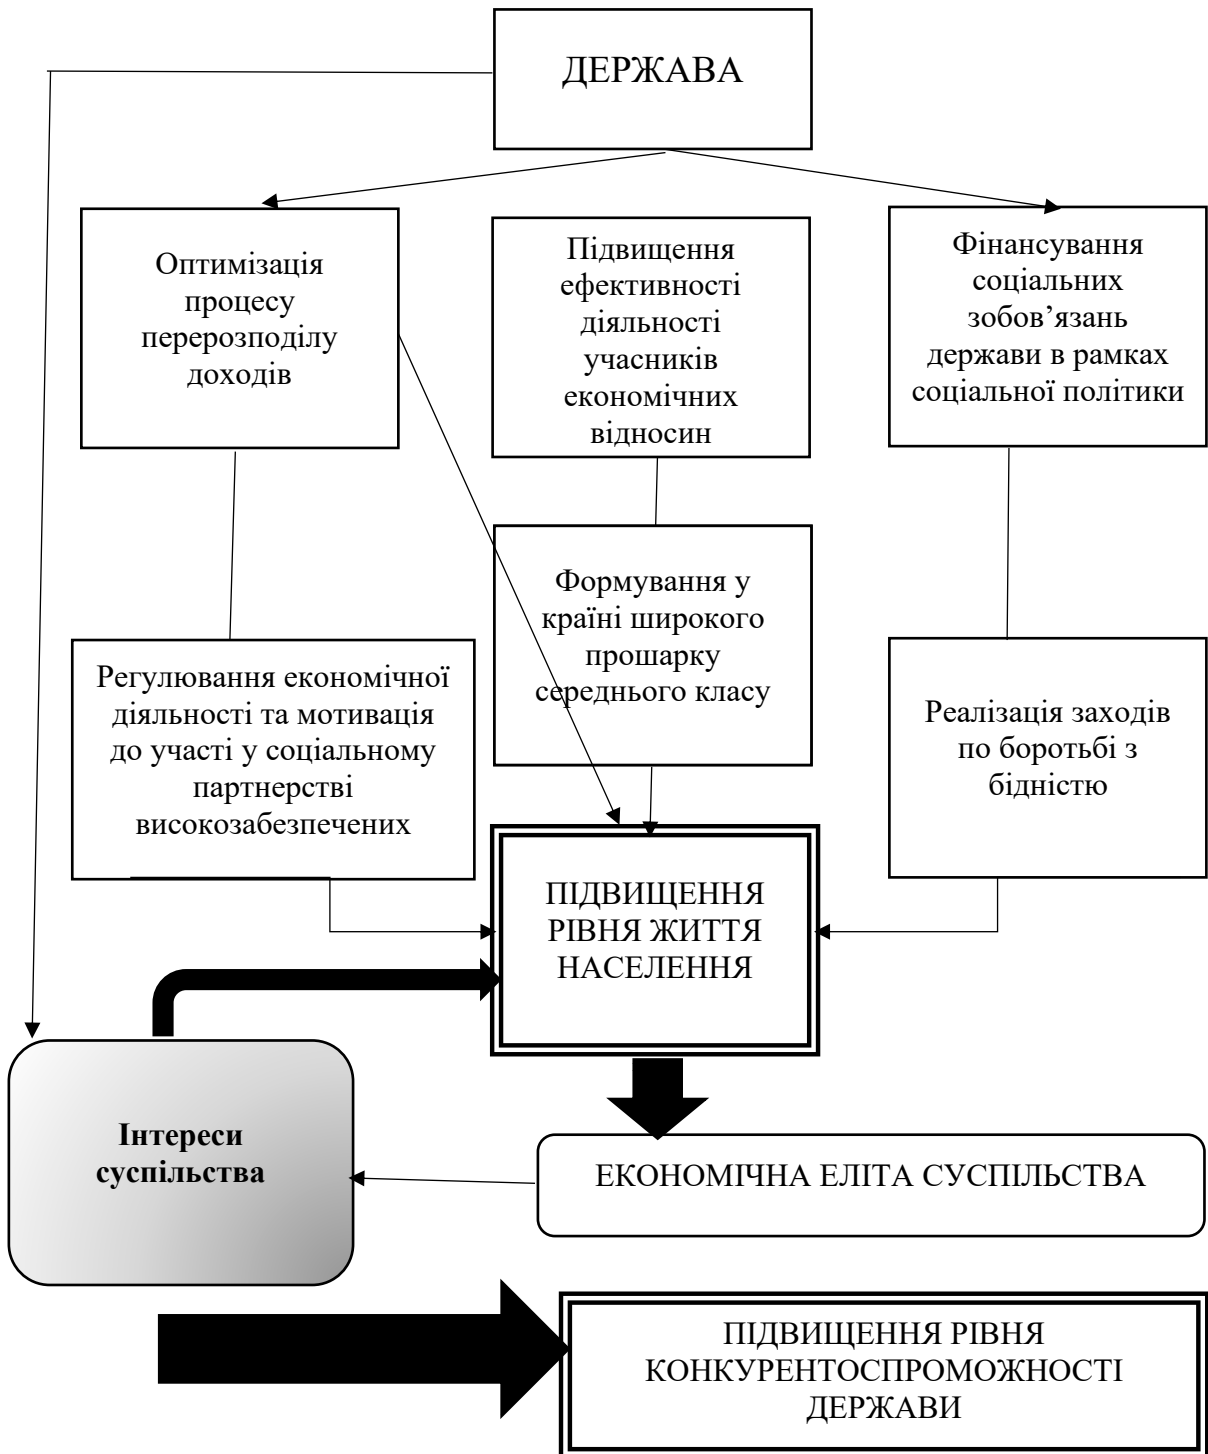 ДЕРЖАВА
Оптимізація
процесу
перерозподілу
доходів
Підвищення
ефективності
діяльності
учасників
економічних
відносин
Фінансування
соціальних
зобов’язань
держави в рамках
соціальної політики
Формування у
країні широкого
прошарку
середнього класу
Регулювання економічної
діяльності та мотивація
до участі у соціальному
партнерстві
високозабезпечених
Реалізація заходів
по боротьбі з
бідністю
ПІДВИЩЕННЯ
РІВНЯ ЖИТТЯ
НАСЕЛЕННЯ
Інтереси
суспільства
ЕКОНОМІЧНА ЕЛІТА СУСПІЛЬСТВА
ПІДВИЩЕННЯ РІВНЯ
КОНКУРЕНТОСПРОМОЖНОСТІ
ДЕРЖАВИ